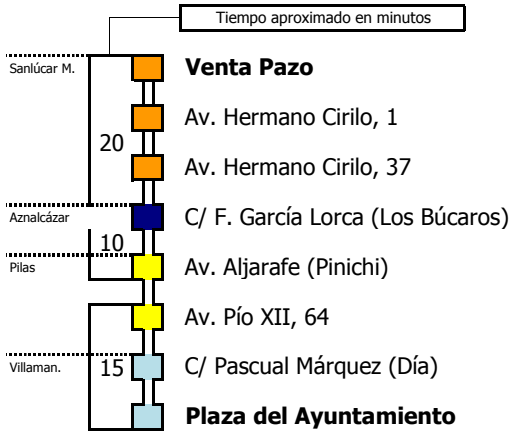 Tiempo aproximado en minutos
Sanlúcar M.
Venta Pazo
Av. Hermano Cirilo, 1
20
Av. Hermano Cirilo, 37
Aznalcázar
C/ F. García Lorca (Los Búcaros)
10
Pilas
Av. Aljarafe (Pinichi)
Av. Pío XII, 64
Villaman.
15
C/ Pascual Márquez (Día)
Plaza del Ayuntamiento